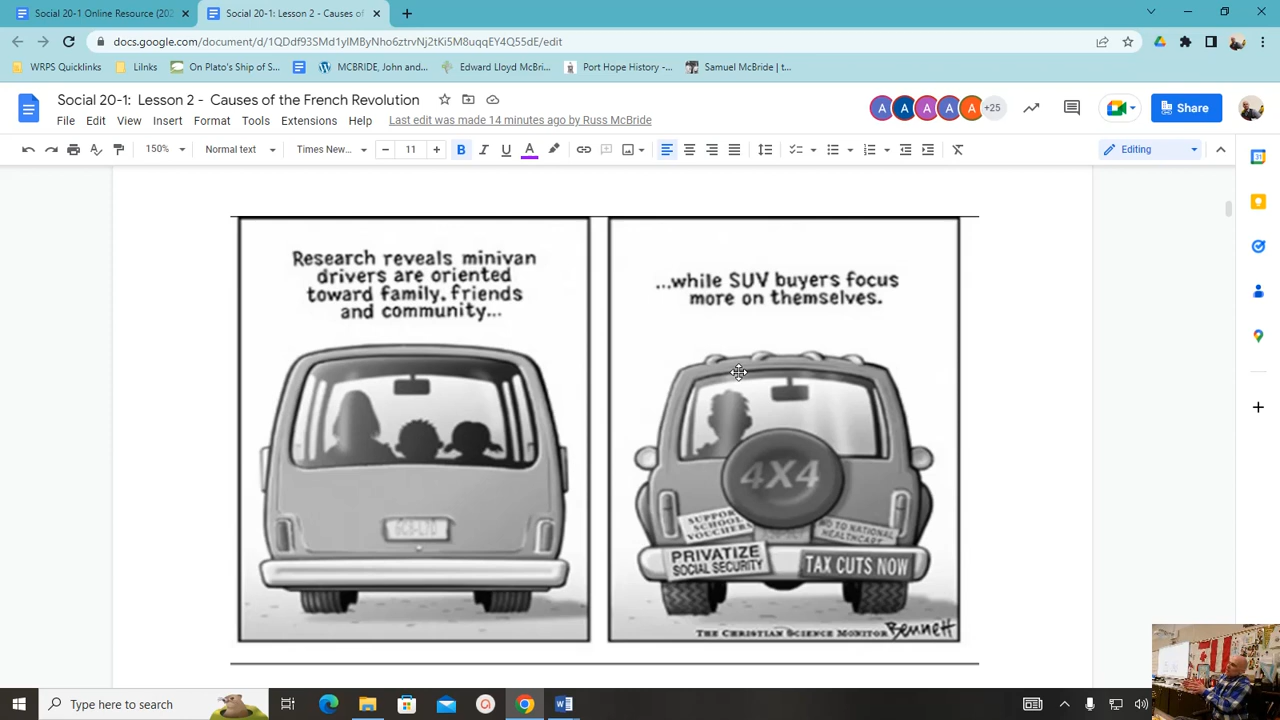 Social 20-1 Online Resource (202
Social 20-1: Lesson 2 - Causes of
docs.google.com/document/d/1QDdf93SMd1yIMByNho6ztrvNj2tKi5M8uqqEY4Q55dE/edit
WRPS Quicklinks
LiInks
On Plato's Ship of S...
MCBRIDE, John and...
Edward Lloyd McBri...
Port Hope History -...
Samuel McBride | t...
Social 20-1: Lesson 2 - Causes of the French Revolution
A A A A A +25
Share
File Edit View Insert Format Tools Extensions Help Last edit was made 14 minutes ago by Russ McBride
150% Normal text Times New... 11 B I U A Editing
31
Research reveals minivan
drivers are oriented
toward family, friends
and community...
...while SUV buyers focus
more on themselves.
4X4
SUPPORT
SCHOOL
VOUCHERS
NO TO NATIONAL
HEALTHCARE
PRIVATIZE
SOCIAL SECURITY
TAX CUTS NOW
THE CHRISTIAN SCIENCE MONITOR Bennett
Type here to search